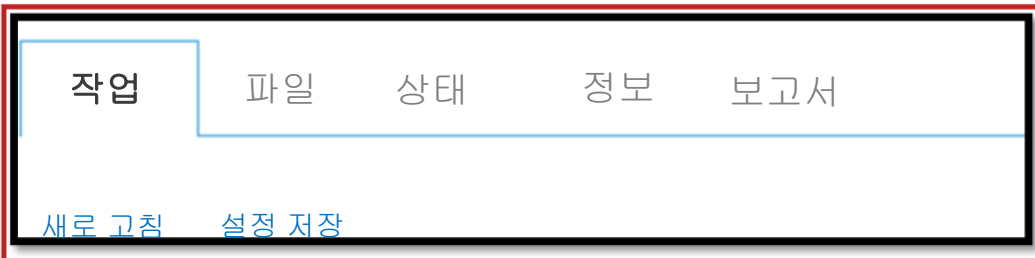 작업 파일 상태 정보 보고서
새로 고침 설정 저장